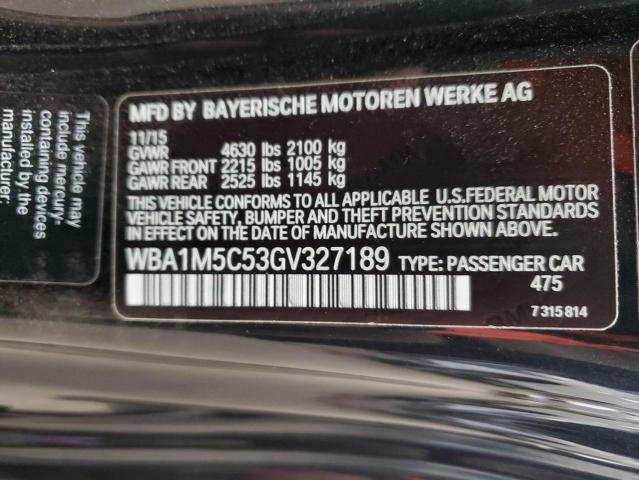 This vehicle may
include mercury-
containing devices
installed by the
manufacturer
MFD BY BAYERISCHE MOTOREN WERKE AG
11/15
GVWR 4630 lbs 2100 kg
GAWR FRONT 2215 lbs 1005 kg
GAWR REAR 2525 lbs 1145 kg
THIS VEHICLE CONFORMS TO ALL APPLICABLE U.S.FEDERAL MOTOR
VEHICLE SAFETY, BUMPER AND THEFT PREVENTION STANDARDS
IN EFFECT ON THE DATE OF MANUFACTURE SHOWN ABOVE.
WBA1M5C53GV327189 TYPE: PASSENGER CAR
475
7 315 814